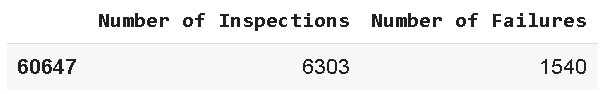 Number of Inspections Number of Failures
60647 6303 1540